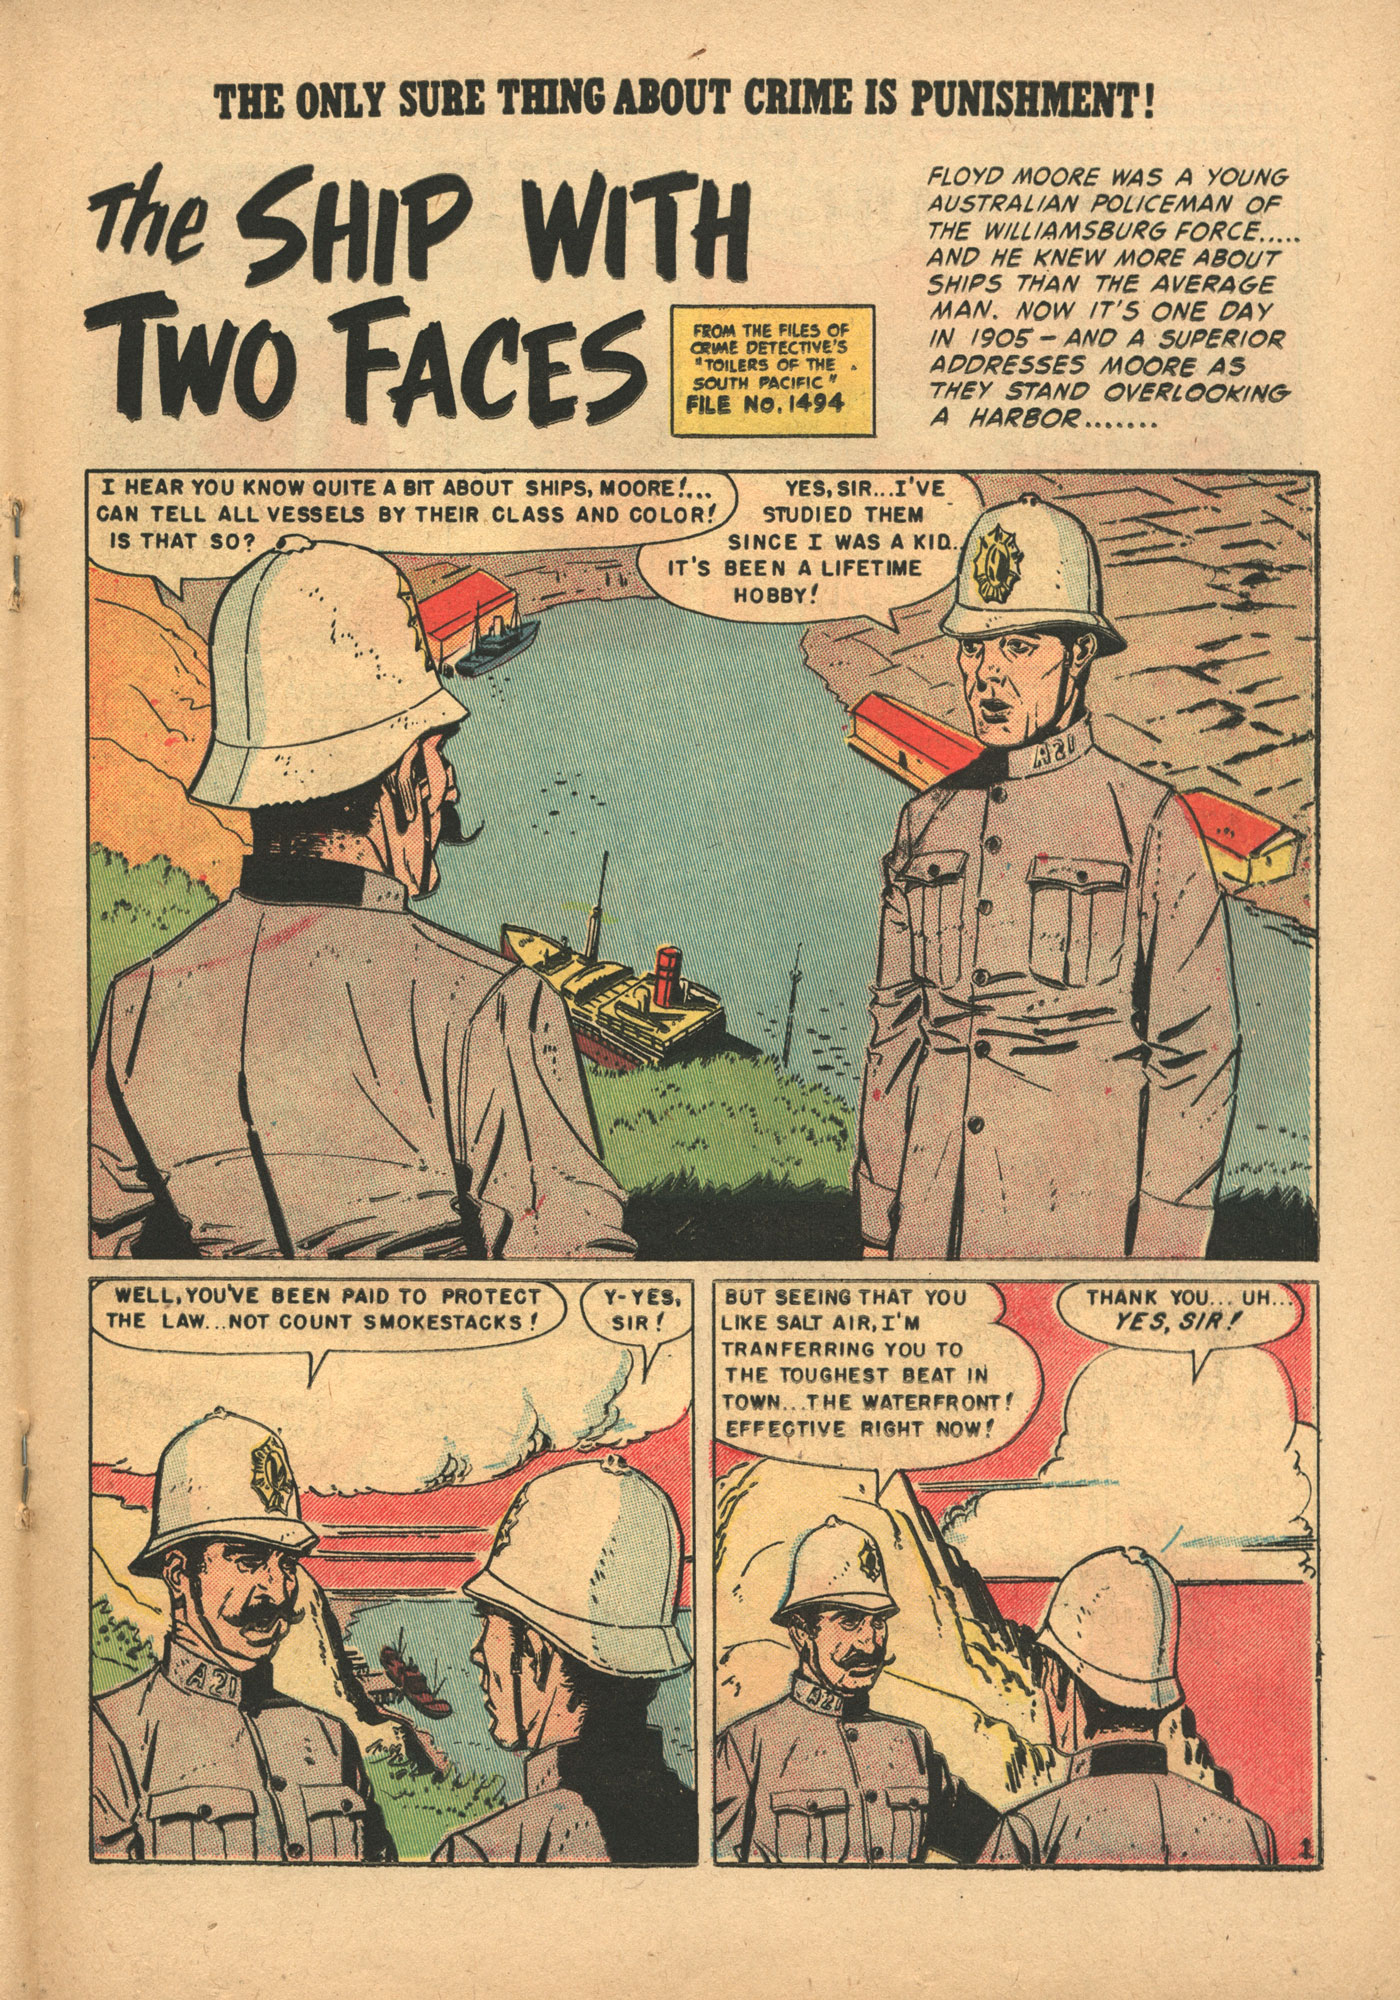 THE ONLY SURE THING ABOUT CRIME IS PUNISHMENT!
The SHIP WITH
TWO FACES
FROM THE FILES OF
CRIME DETECTIVE'S
"TOILERS OF THE
SOUTH PACIFIC"
FILE NO. 1494
FLOYD MOORE WAS A YOUNG
AUSTRALIAN POLICEMAN OF
THE WILLIAMSBURG FORCE.....
AND HE KNEW MORE ABOUT
SHIPS THAN THE AVERAGE
MAN. NOW IT'S ONE DAY
IN 1905 - AND A SUPERIOR
ADDRESSES MOORE AS
THEY STAND OVERLOOKING
A HARBOR.......
I HEAR YOU KNOW QUITE A BIT ABOUT SHIPS, MOORE!...
CAN TELL ALL VESSELS BY THEIR CLASS AND COLOR!
IS THAT SO?
YES, SIR...I'VE
STUDIED THEM
SINCE I WAS A KID..
IT'S BEEN A LIFETIME
HOBBY!
A21
WELL, YOU'VE BEEN PAID TO PROTECT
THE LAW...NOT COUNT SMOKESTACKS!
Y-YES,
SIR!
A21
BUT SEEING THAT YOU
LIKE SALT AIR, I'M
TRANFERRING YOU TO
THE TOUGHEST BEAT IN
TOWN...THE WATERFRONT!
EFFECTIVE RIGHT NOW!
THANK YOU... UH...
YES, SIR!
A21
1